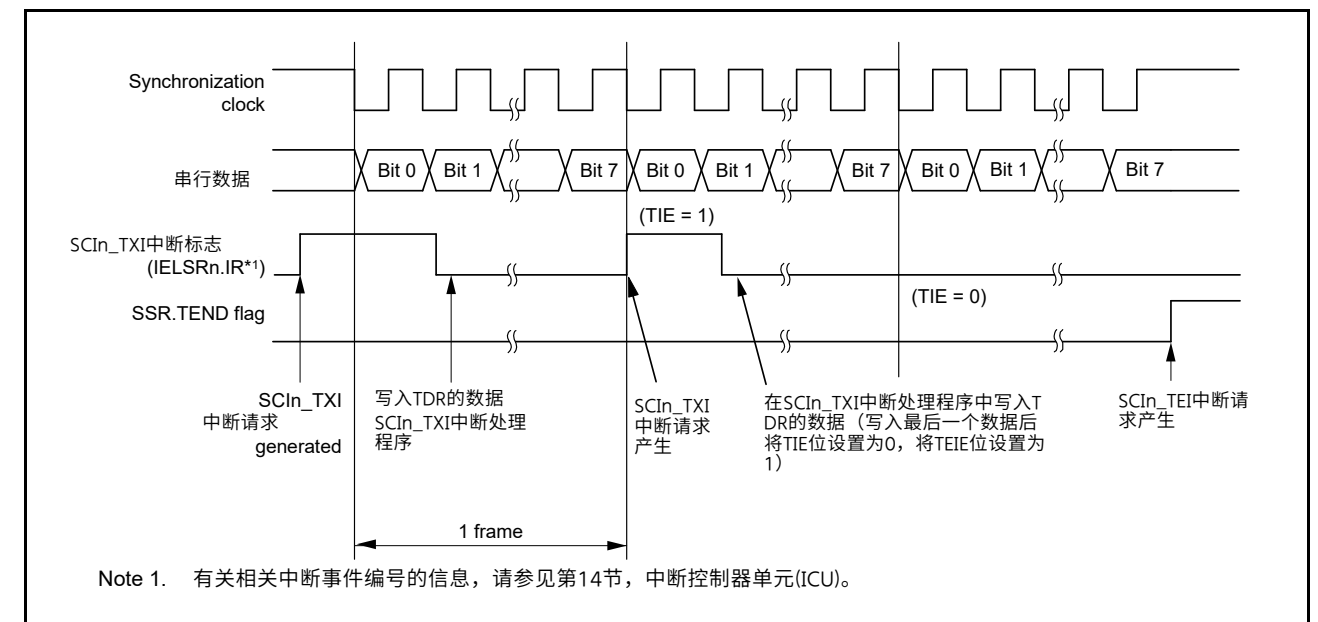 Synchronization
clock
串行数据
Bit 0 Bit 1 Bit 7 Bit 0 Bit 1 Bit 7 Bit 0 Bit 1 Bit 7
(TIE = 1)
SCIn_TXI中断标志
(IELSRn.IR*1)
(TIE = 0)
SSR.TEND flag
SCIn_TXI
中断请求
generated
写入TDR的数据
SCIn_TXI中断处理
程序
SCIn_TXI
中断请求
产生
在SCIn_TXI中断处理程序中写入T
DR的数据（写入最后一个数据后
将TIE位设置为0，将TEIE位设置为
1）
SCIn_TEI中断请
求产生
1 frame
Note 1. 有关相关中断事件编号的信息，请参见第14节，中断控制器单元(ICU)。